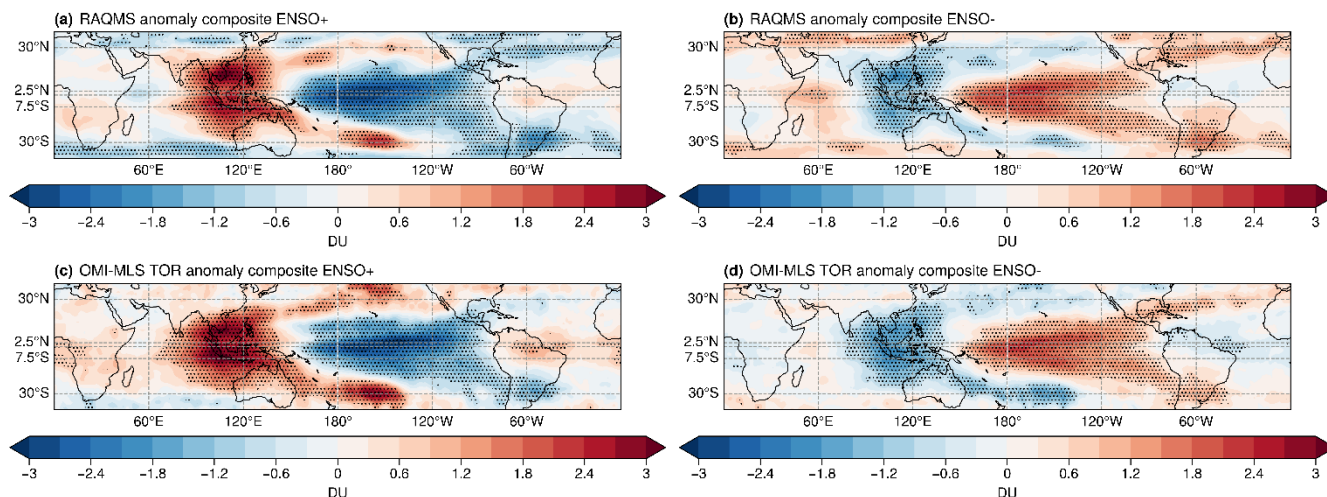 (a) RAQMS anomaly composite ENSO+
30°N
2.5°N
7.5°S
30°S
60°E 120°E 180° 120°W 60°W
-3 -2.4 -1.8 -1.2 -0.6 0 0.6 1.2 1.8 2.4 3
DU
(b) RAQMS anomaly composite ENSO-
30°N
2.5°N
7.5°S
30°S
60°E 120°E 180° 120°W 60°W
-3 -2.4 -1.8 -1.2 -0.6 0 0.6 1.2 1.8 2.4 3
DU
(c) OMI-MLS TOR anomaly composite ENSO+
30°N
2.5°N
7.5°S
30°S
60°E 120°E 180° 120°W 60°W
-3 -2.4 -1.8 -1.2 -0.6 0 0.6 1.2 1.8 2.4 3
DU
(d) OMI-MLS TOR anomaly composite ENSO-
30°N
2.5°N
7.5°S
30°S
60°E 120°E 180° 120°W 60°W
-3 -2.4 -1.8 -1.2 -0.6 0 0.6 1.2 1.8 2.4 3
DU